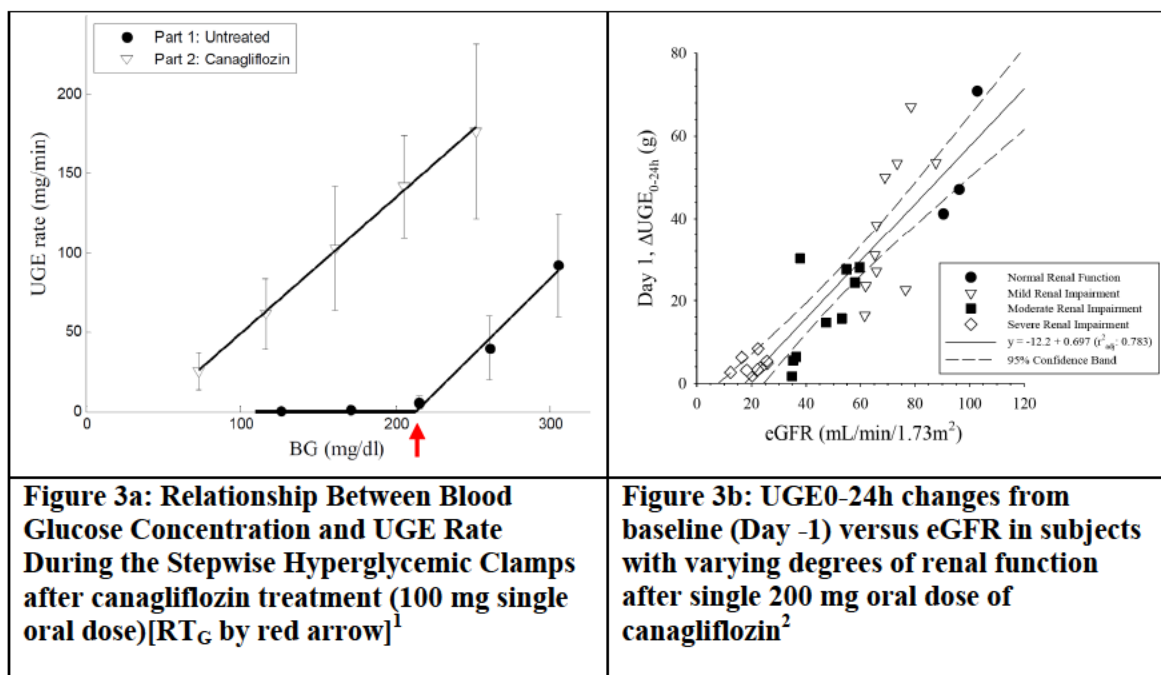 Part 1: Untreated
Part 2: Canagliflozin
200
150
100
50
0
UGE rate (mg/min)
0
100
200
300
BG (mg/dl)
80
60
40
20
0
Day 1, ΔUGE0-24h (g)
Normal Renal Function
Mild Renal Impairment
Moderate Renal Impairment
Severe Renal Impairment
y = -12.2 + 0.697 (r²adj: 0.783)
95% Confidence Band
0
20
40
60
80
100
120
eGFR (mL/min/1.73m²)
Figure 3a: Relationship Between Blood
Glucose Concentration and UGE Rate
During the Stepwise Hyperglycemic Clamps
after canagliflozin treatment (100 mg single
oral dose)[RTG by red arrow]¹
Figure 3b: UGE0-24h changes from
baseline (Day -1) versus eGFR in subjects
with varying degrees of renal function
after single 200 mg oral dose of
canagliflozin²